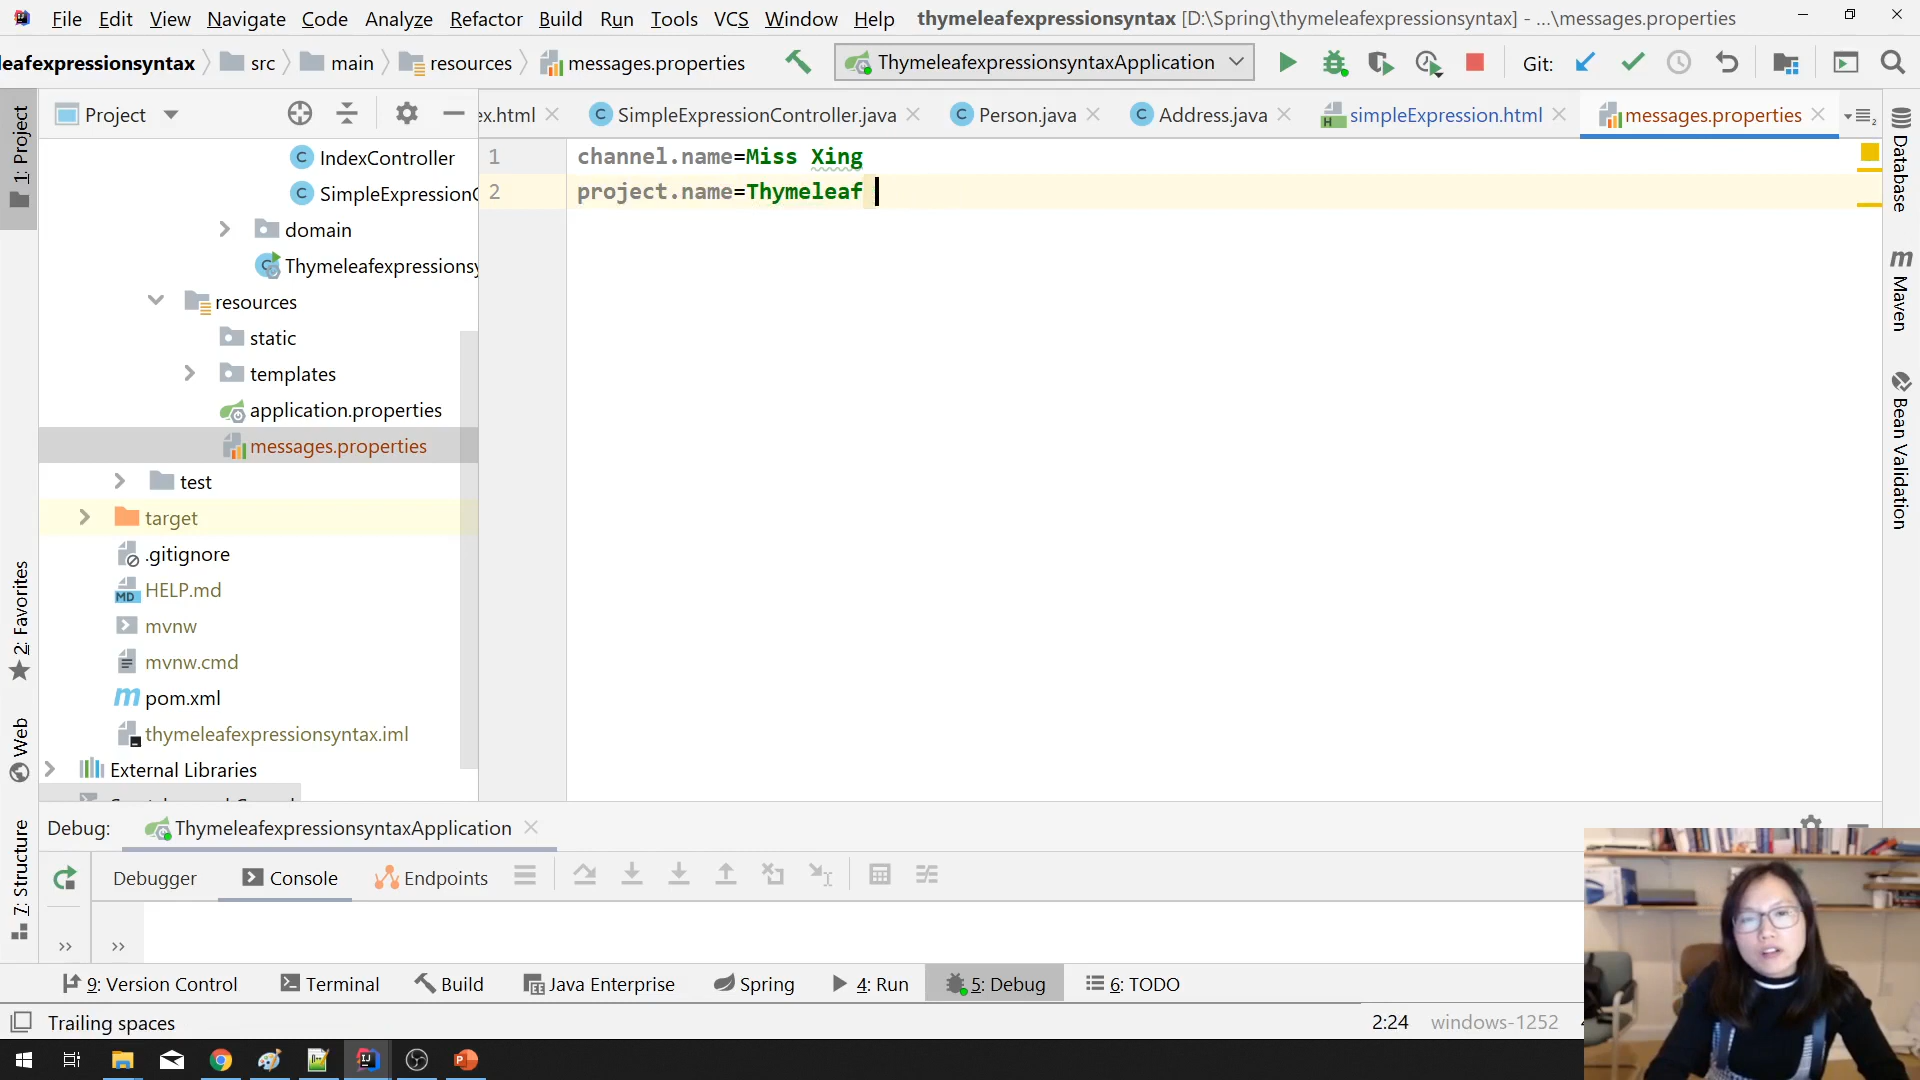 File Edit View Navigate Code Analyze Refactor Build Run Tools VCS Window Help thymeleafexpressionsyntax [D:\Spring\thymeleafexpressionsyntax] - ...\messages.properties
leafexpressionsyntax src main resources messages.properties ThymeleafexpressionsyntaxApplication Git:
Project ex.html SimpleExpressionController.java Person.java Address.java simpleExpression.html messages.properties 2
1 channel.name=Miss Xing
2 project.name=Thymeleaf
IndexController
SimpleExpressionC
domain
Thymeleafexpressionsy
resources
static
templates
application.properties
messages.properties
test
target
.gitignore
HELP.md
mvnw
mvnw.cmd
pom.xml
thymeleafexpressionsyntax.iml
External Libraries
1: Project
2: Favorites
Web
7: Structure
Database
Maven
Bean Validation
Debug: ThymeleafexpressionsyntaxApplication
Debugger Console Endpoints
9: Version Control Terminal Build Java Enterprise Spring 4: Run 5: Debug 6: TODO
Trailing spaces 2:24 windows-1252